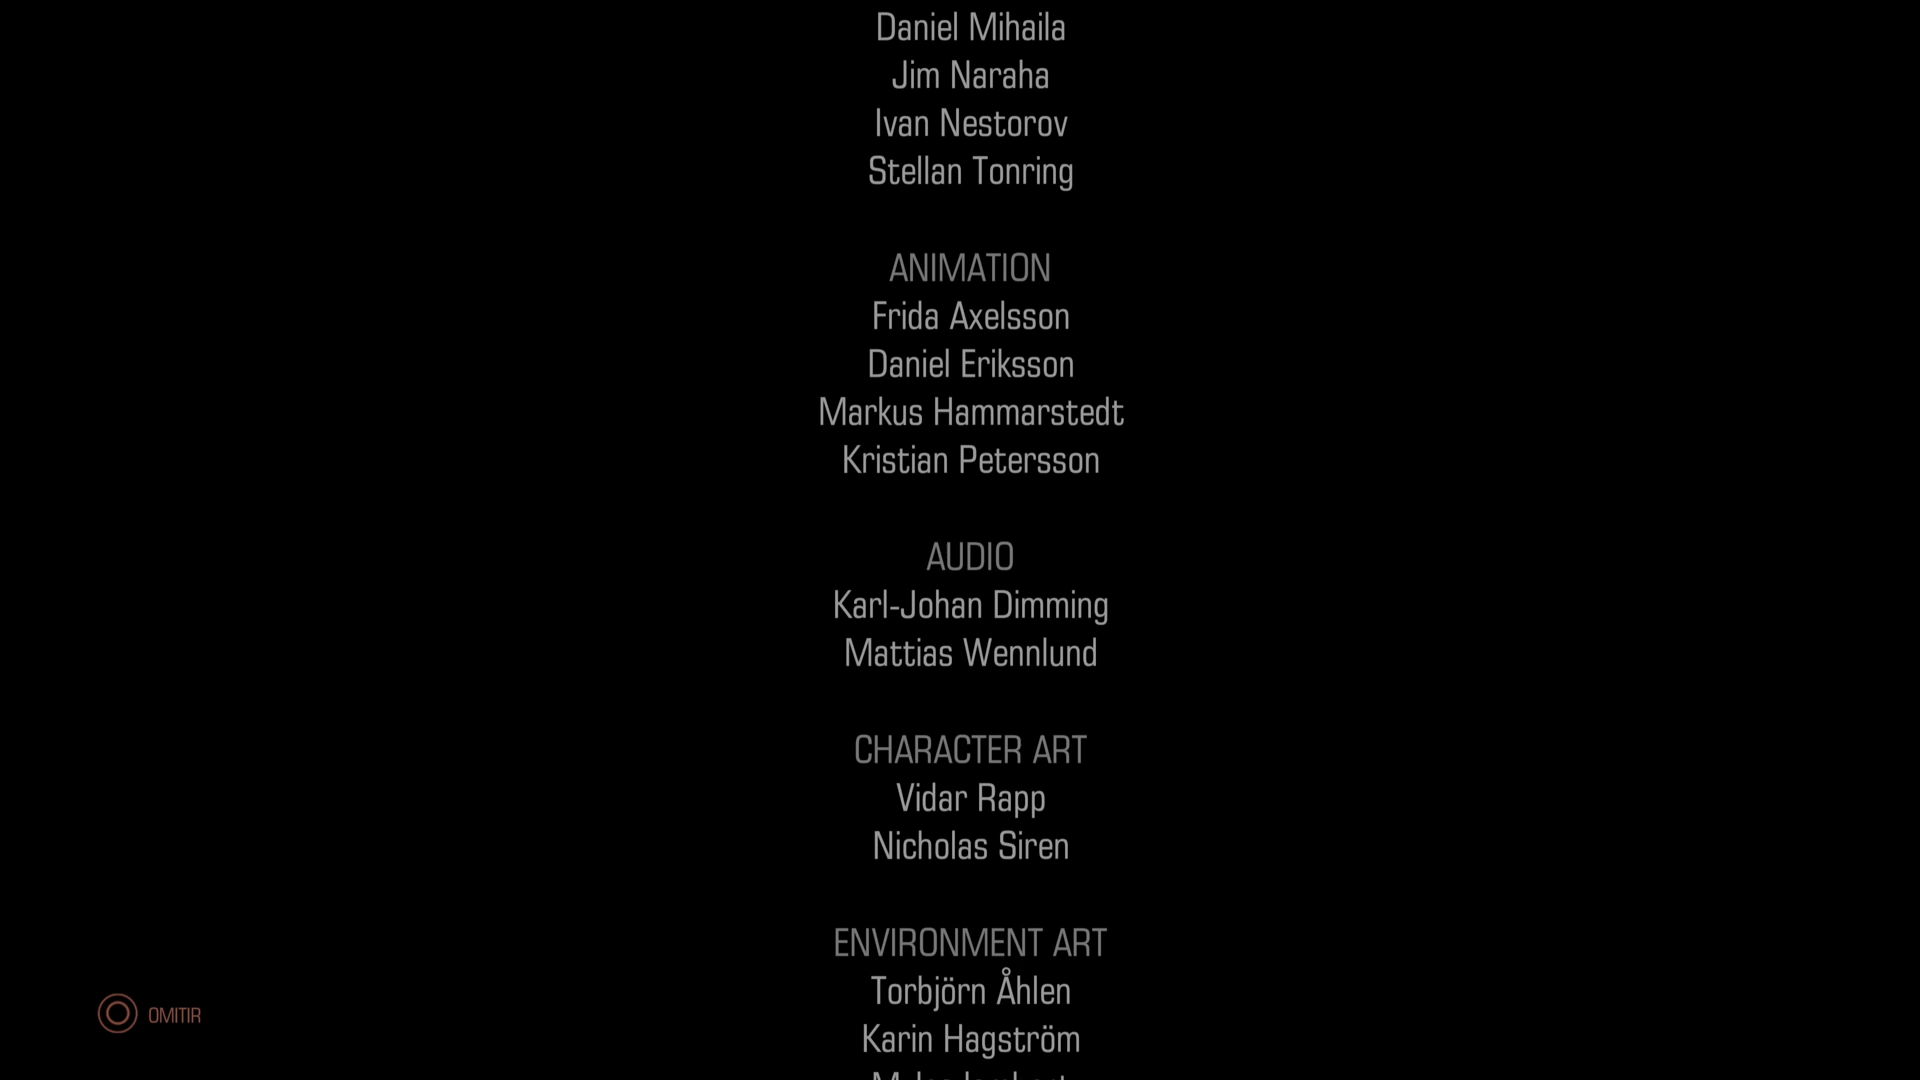 Daniel Mihaila
Jim Naraha
Ivan Nestorov
Stellan Tonring
ANIMATION
Frida Axelsson
Daniel Eriksson
Markus Hammarstedt
Kristian Petersson
AUDIO
Karl-Johan Dimming
Mattias Wennlund
CHARACTER ART
Vidar Rapp
Nicholas Siren
ENVIRONMENT ART
Torbjörn Åhlen
Karin Hagström
OMITIR